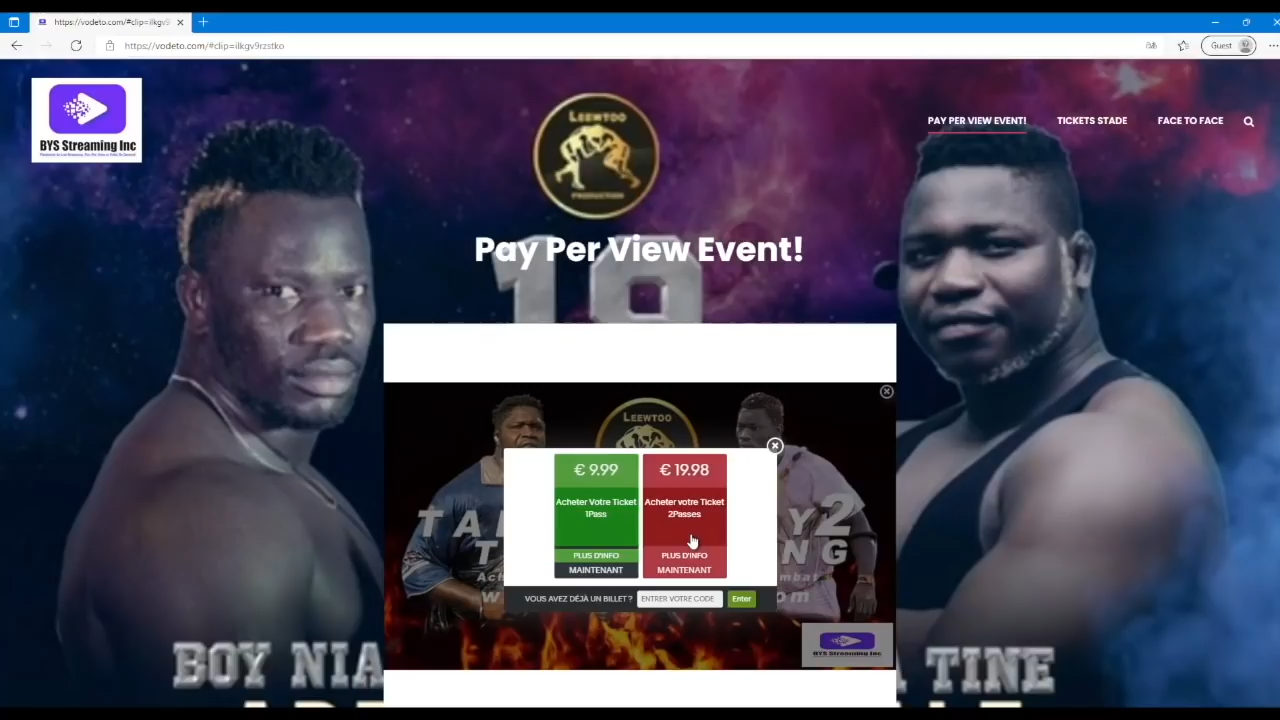 https://vodeto.com/#clip=ilkgv9
https://vodeto.com/#clip=ilkgv9rzstko
Guest
BYS Streaming Inc
LEEWTOO
PRODUCTION
PAY PER VIEW EVENT!
TICKETS STADE
FACE TO FACE
Pay Per View Event!
LEEWTOO
€ 9.99
€ 19.98
Acheter Votre Ticket
1Pass
Acheter votre Ticket
2Passes
PLUS D'INFO
PLUS D'INFO
MAINTENANT
MAINTENANT
VOUS AVEZ DÉJÀ UN BILLET ?
ENTRER VOTRE CODE
Enter
BYS Streaming Inc
BOY NIA
TINE